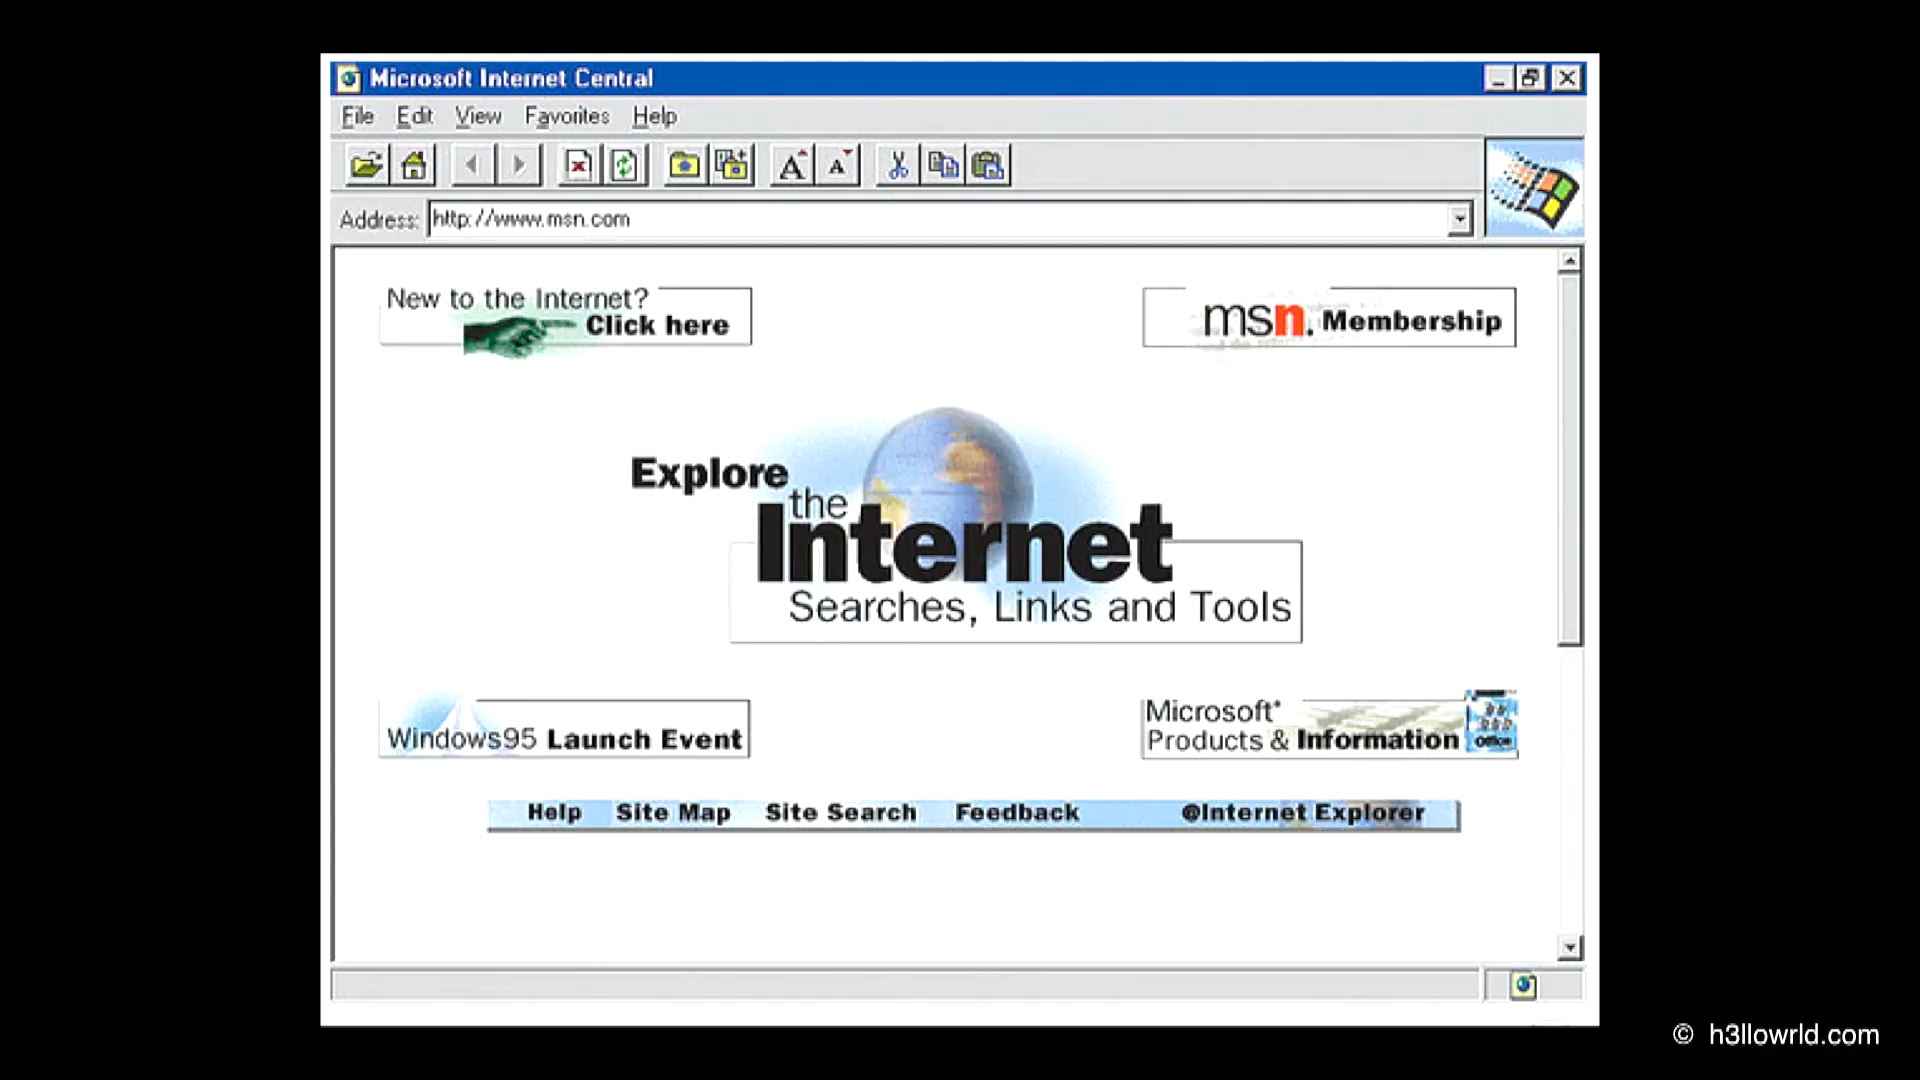 Microsoft Internet Central
File Edit View Favorites Help
Address: http://www.msn.com
New to the Internet?
Click here
msn. Membership
Explore
the
Internet
Searches, Links and Tools
Windows95 Launch Event
Microsoft
Products & Information
Office
Help Site Map Site Search Feedback @Internet Explorer
© h3llowrld.com